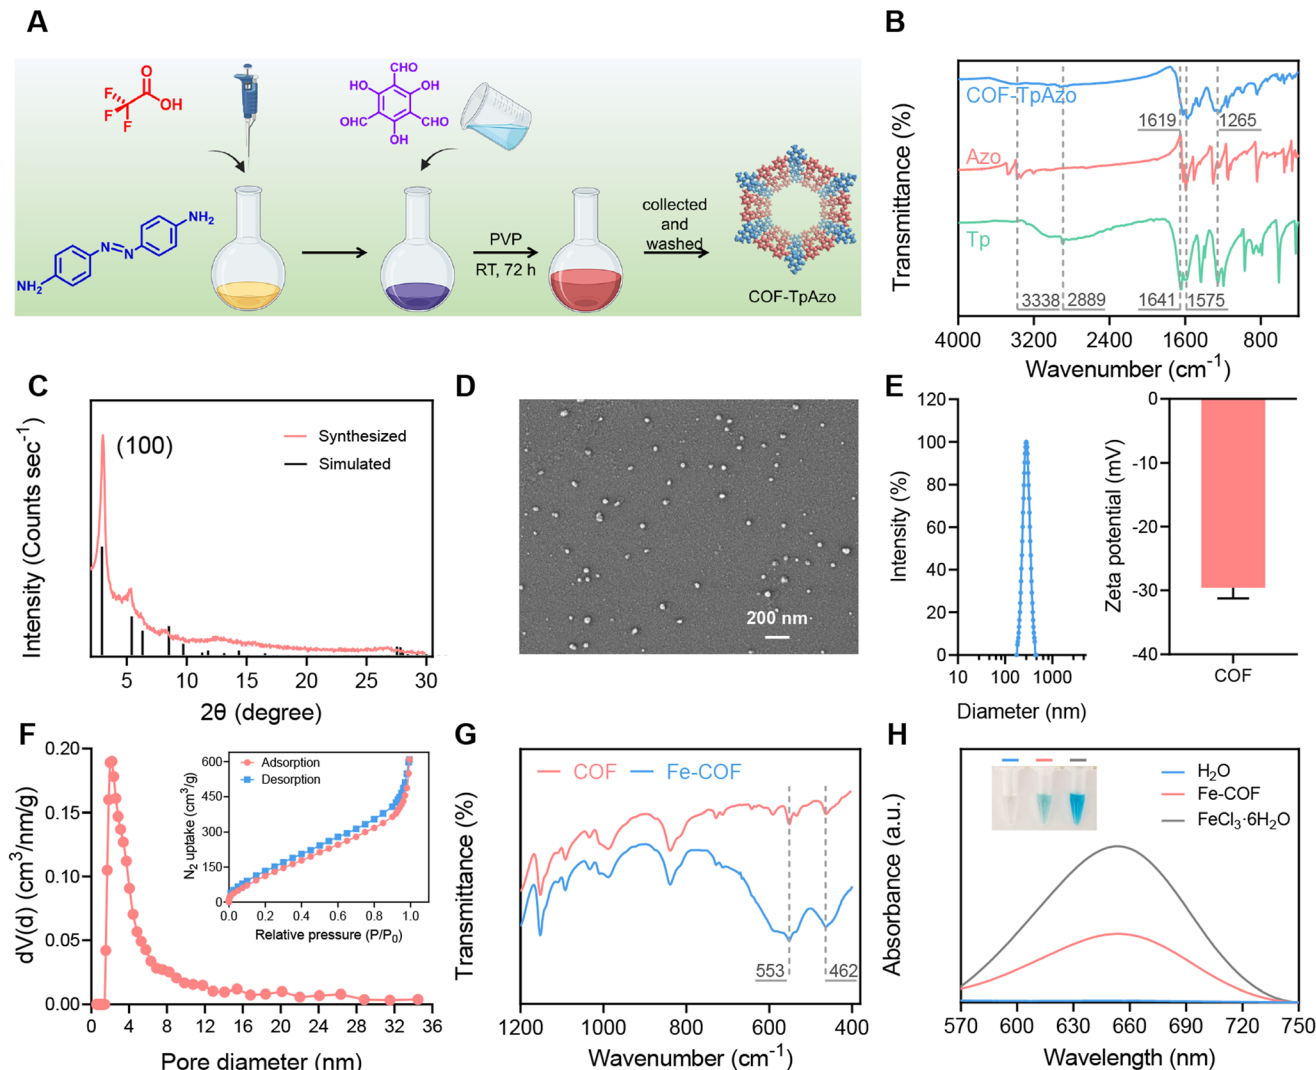 A
F
F
F
O
OH
NH₂
N
N
NH₂
CHO
HO
OH
OHC
CHO
OH
PVP
RT, 72 h
collected
and
washed
COF-TpAzo
B
Transmittance (%)
COF-TpAzo
1619
1265
Azo
Tp
3338
2889
1641
1575
4000 3200 2400 1600 800
Wavenumber (cm⁻¹)
C
Intensity (Counts sec⁻¹)
(100)
Synthesized
Simulated
5 10 15 20 25 30
2θ (degree)
D
200 nm
E
Intensity (%)
120
100
80
60
40
20
0
10 100 1000
Diameter (nm)
Zeta potential (mV)
0
-10
-20
-30
-40
COF
F
dV(d) (cm³/nm/g)
0.20
0.15
0.10
0.05
0.00
0 4 8 12 16 20 24 28 32 36
Pore diameter (nm)
N₂ uptake (cm³/g)
600
450
300
150
0
Adsorption
Desorption
0.0 0.2 0.4 0.6 0.8 1.0
Relative pressure (P/P₀)
G
Transmittance (%)
COF
Fe-COF
553
462
1200 1000 800 600 400
Wavenumber (cm⁻¹)
H
Absorbance (a.u.)
H₂O
Fe-COF
FeCl₃·6H₂O
570 600 630 660 690 720 750
Wavelength (nm)